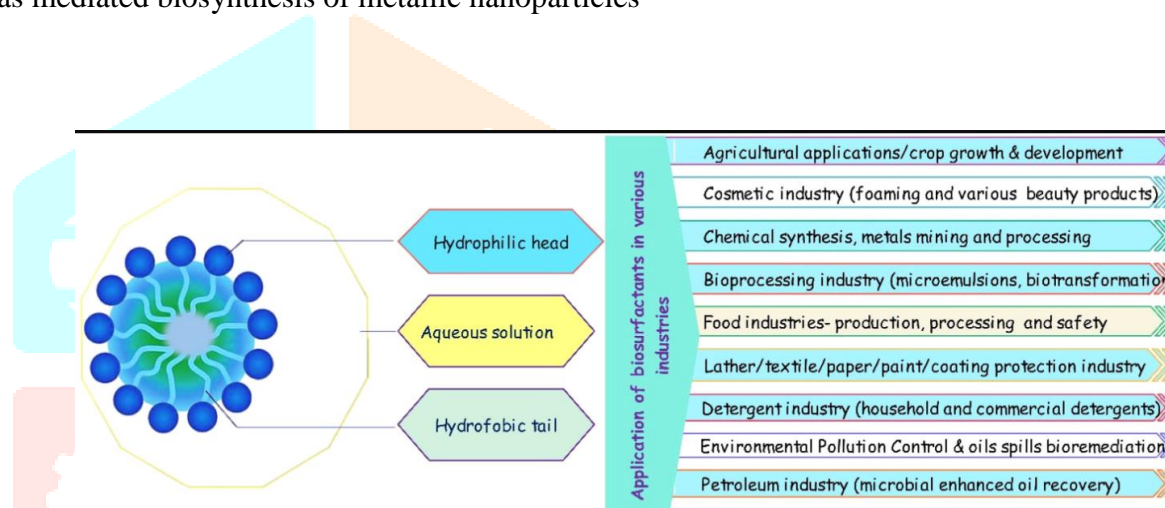 as mediated biosynthesis of metallic nanoparticles
Hydrophilic head
Aqueous solution
Hydrofobic tail
Application of biosurfactants in various
industries
Agricultural applications/crop growth & development
Cosmetic industry (foaming and various beauty products)
Chemical synthesis, metals mining and processing
Bioprocessing industry (microemulsions, biotransformation
Food industries- production, processing and safety
Lather/textile/paper/paint/coating protection industry
Detergent industry (household and commercial detergents)
Environmental Pollution Control & oils spills bioremediation
Petroleum industry (microbial enhanced oil recovery)